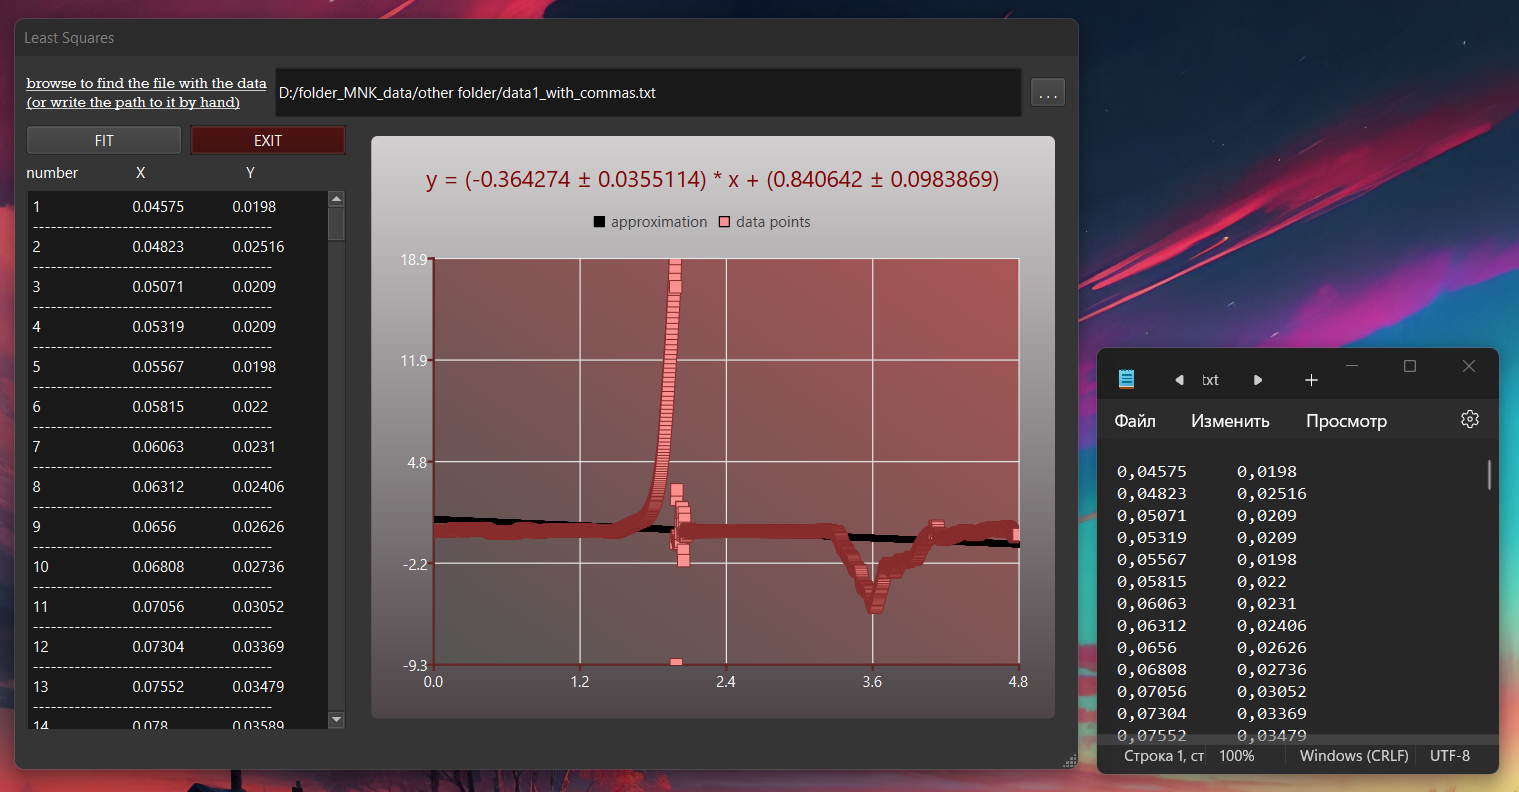 Least Squares
browse to find the file with the data
(or write the path to it by hand)
D:/folder_MNK_data/other folder/data1_with_commas.txt
...
FIT EXIT
number X Y
1 0.04575 0.0198
------------------------------------------------
2 0.04823 0.02516
------------------------------------------------
3 0.05071 0.0209
------------------------------------------------
4 0.05319 0.0209
------------------------------------------------
5 0.05567 0.0198
------------------------------------------------
6 0.05815 0.022
------------------------------------------------
7 0.06063 0.0231
------------------------------------------------
8 0.06312 0.02406
------------------------------------------------
9 0.0656 0.02626
------------------------------------------------
10 0.06808 0.02736
------------------------------------------------
11 0.07056 0.03052
------------------------------------------------
12 0.07304 0.03369
------------------------------------------------
13 0.07552 0.03479
------------------------------------------------
14 0.078 0.03589
y = (-0.364274 ± 0.0355114) * x + (0.840642 ± 0.0983869)
approximation data points
18.9
11.9
4.8
-2.2
-9.3
0.0 1.2 2.4 3.6 4.8
txt
Файл Изменить Просмотр
0,04575 0,0198
0,04823 0,02516
0,05071 0,0209
0,05319 0,0209
0,05567 0,0198
0,05815 0,022
0,06063 0,0231
0,06312 0,02406
0,0656 0,02626
0,06808 0,02736
0,07056 0,03052
0,07304 0,03369
0,07552 0,03479
Строка 1, ст 100% Windows (CRLF) UTF-8